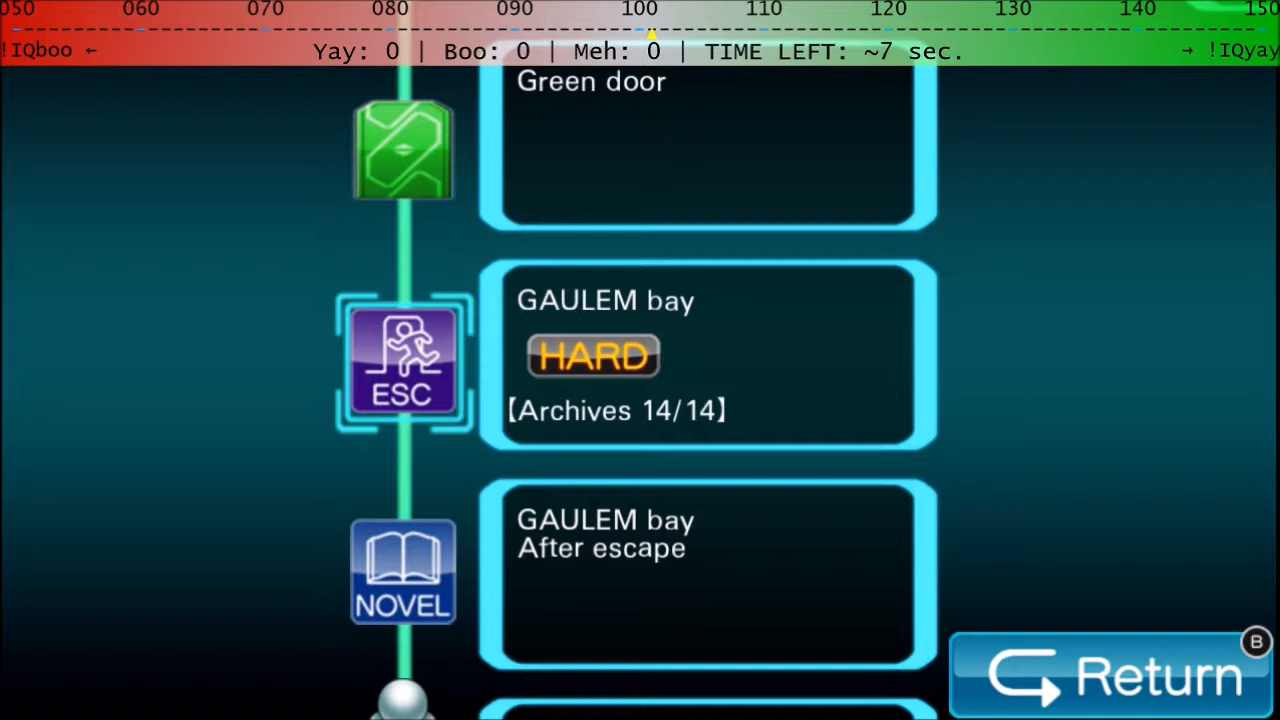 050 060 070 080 090 100 110 120 130 140 150
!IQboo ← Yay: 0 | Boo: 0 | Meh: 0 | TIME LEFT: ~7 sec. → !IQyay
Green door
GAULEM bay
HARD
【Archives 14/14】
ESC
GAULEM bay
After escape
NOVEL
B
Return